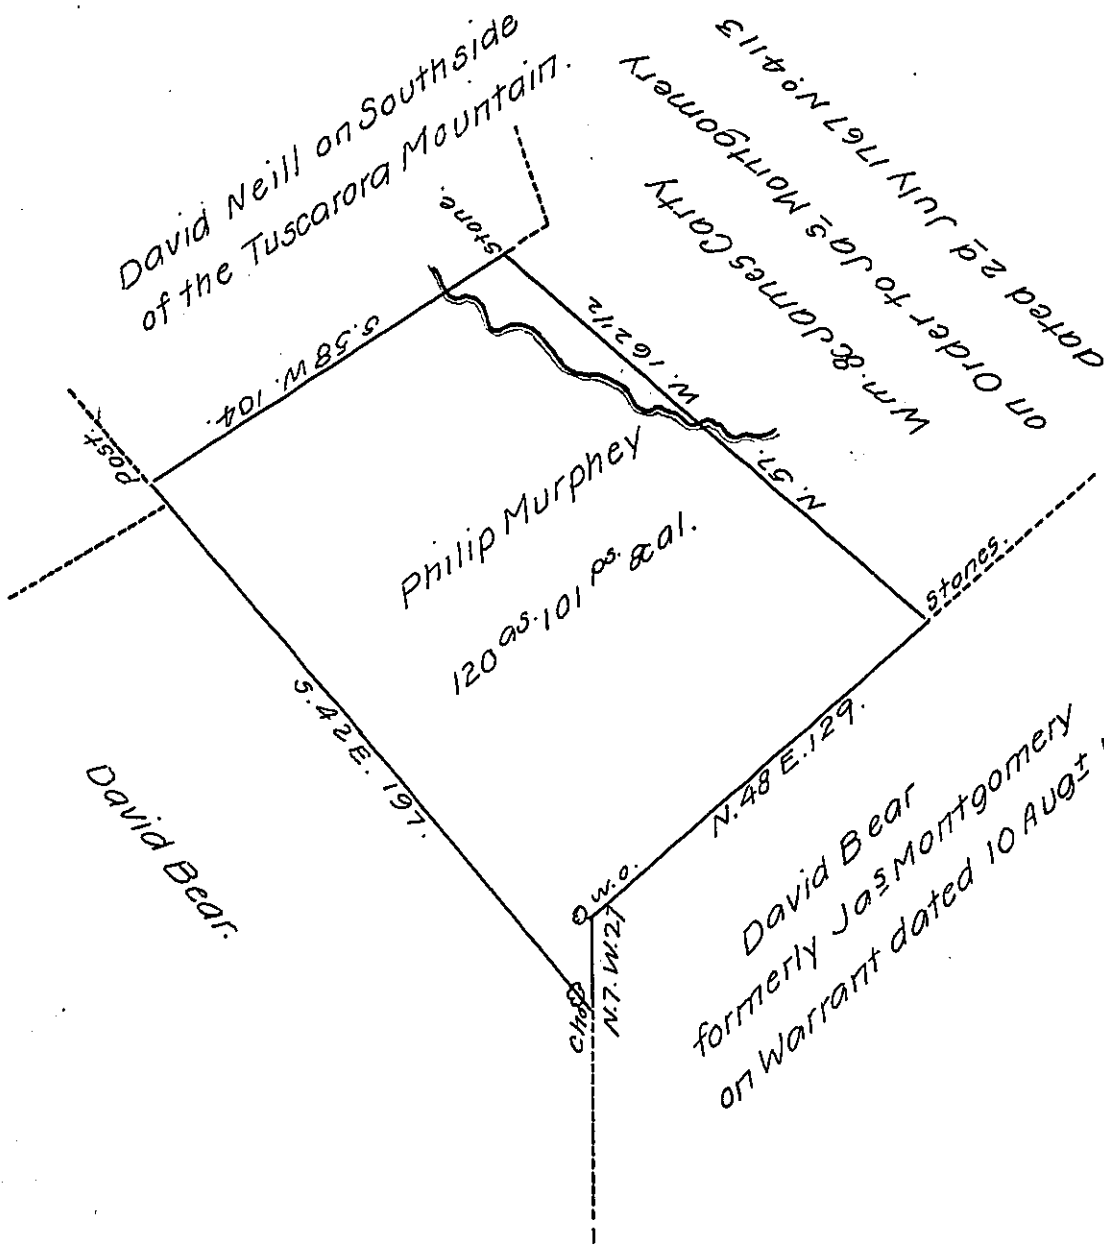 David Neill on Southside
of the Tuscarora Mountain.
Wm. & James Carty
on Order to Jas Montgomery
dated 2d July 1767 No 4113
Stone
Post.
S. 58 W. 104.
N. 57. W. 162 1/2
Philip Murphey
120 as. 101 ps. & al.
Stones.
S. 42 E. 197.
N. 48 E. 129.
David Bear.
W.O.
N. 7. W. 27
David Bear
formerly Jas Montgomery
on Warrant dated 10 Augt